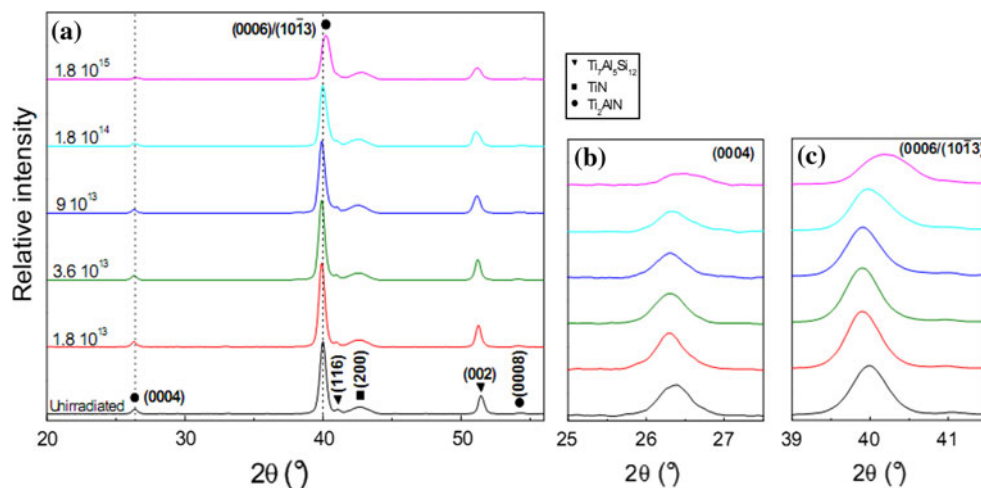 (a)
(0006)/(101̄3)
1.8 10¹⁵
1.8 10¹⁴
9 10¹³
3.6 10¹³
1.8 10¹³
Unirradiated
(0004)
(116)
(200)
(002)
(0008)
Relative intensity
20 30 40 50
2θ (°)
Ti₇Al₅Si₁₂
TiN
Ti₂AlN
(b)
(0004)
25 26 27
2θ (°)
(c)
(0006/(101̄3)
39 40 41
2θ (°)